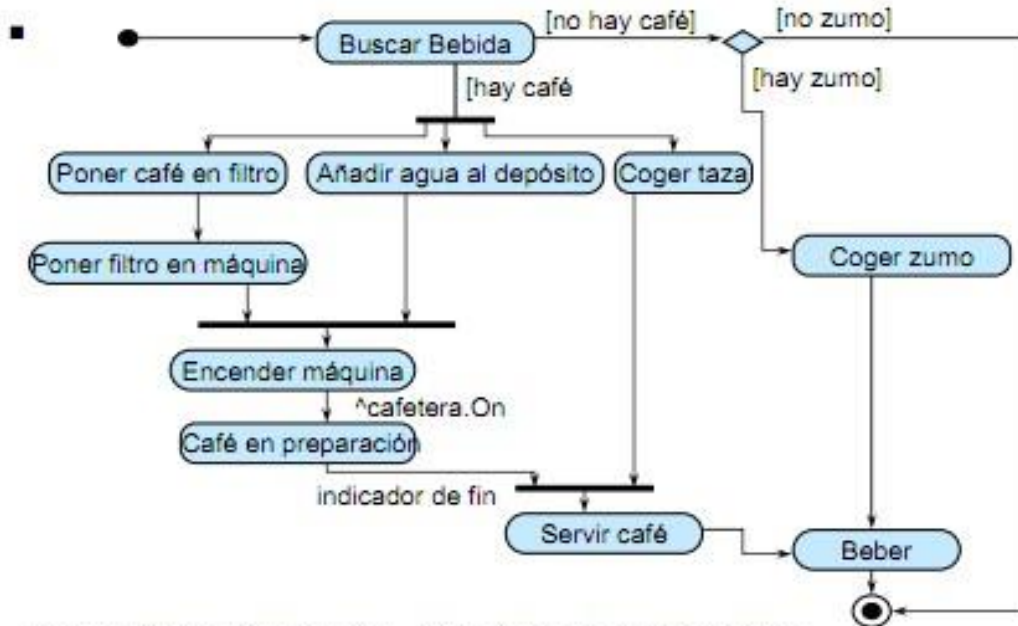 [no hay café]
[no zumo]
Buscar Bebida
[hay café
[hay zumo]
Poner café en filtro
Añadir agua al depósito
Coger taza
Poner filtro en máquina
Coger zumo
Encender máquina
^cafetera.On
Café en preparación
indicador de fin
Servir café
Beber